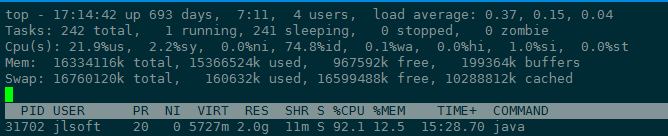 top - 17:14:42 up 693 days,  7:11,  4 users,  load average: 0.37, 0.15, 0.04
Tasks: 242 total,   1 running, 241 sleeping,   0 stopped,   0 zombie
Cpu(s): 21.9%us,  2.2%sy,  0.0%ni, 74.8%id,  0.1%wa,  0.0%hi,  1.0%si,  0.0%st
Mem:  16334116k total, 15366524k used,   967592k free,   199364k buffers
Swap: 16760120k total,   160632k used, 16599488k free, 10288812k cached
PID USER      PR  NI  VIRT  RES  SHR S %CPU %MEM    TIME+  COMMAND
31702 jlsoft    20   0 5727m 2.0g  11m S 92.1 12.5  15:28.70 java